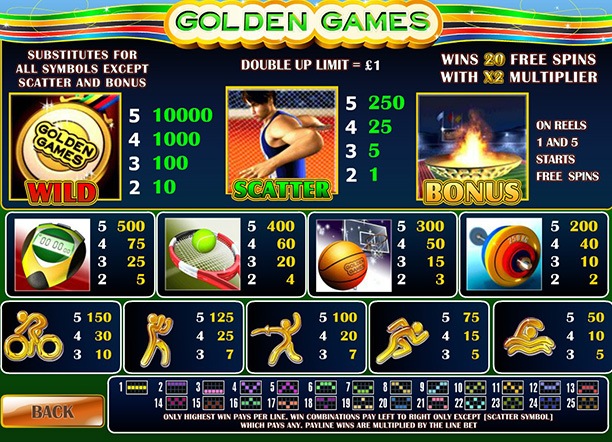 GOLDEN GAMES
SUBSTITUTES FOR
ALL SYMBOLS EXCEPT
SCATTER AND BONUS
DOUBLE UP LIMIT = £1
WINS 20 FREE SPINS
WITH X2 MULTIPLIER
GOLDEN
GAMES
WILD
5 10000
4 1000
3 100
2 10
SCATTER
5 250
4 25
3 5
2 1
BONUS
ON REELS
1 AND 5
STARTS
FREE SPINS
5 500
4 75
3 25
2 5
5 400
4 60
3 20
2 4
5 300
4 50
3 15
2 3
5 200
4 40
3 10
2 3
5 150
4 30
3 10
5 125
4 25
3 7
5 100
4 20
3 7
5 75
4 15
3 5
5 50
4 10
3 5
1 2 3 4 5 6 7 8 9 10 11 12 13
14 15 16 17 18 19 20 21 22 23 24 25
BACK
ONLY HIGHEST WIN PAYS PER LINE. WIN COMBINATIONS PAY LEFT TO RIGHT ONLY EXCEPT [SCATTER SYMBOL]
WHICH PAYS ANY. PAYLINE WINS ARE MULTIPLIED BY THE LINE BET